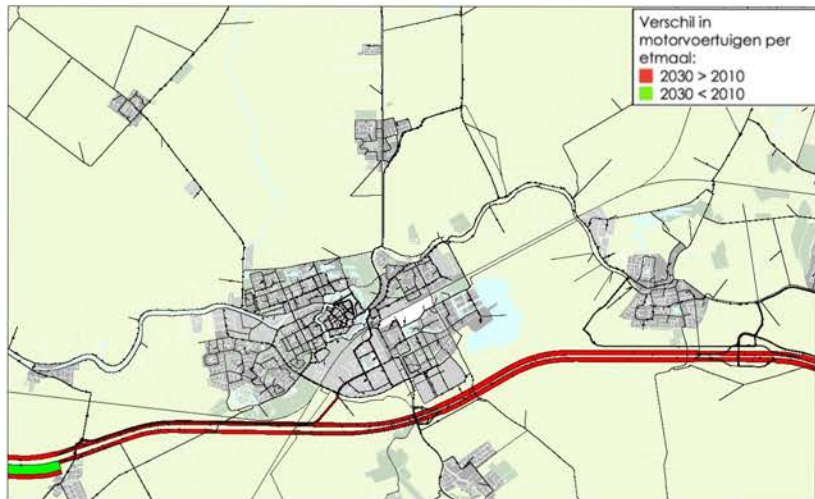 Verschil in
motorvoertuigen per
etmaal:
2030 > 2010
2030 < 2010